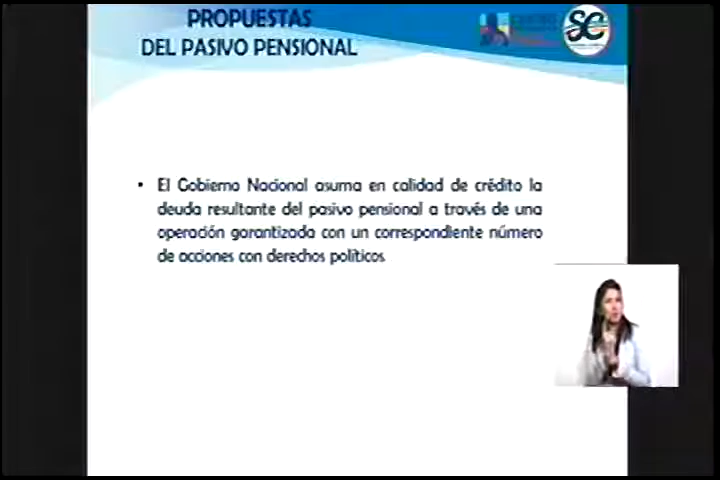 PROPUESTAS
DEL PASIVO PENSIONAL
SC
• El Gobierno Nacional asuma en calidad de crédito la
deuda resultante del pasivo pensional a través de una
operación garantizada con un correspondiente número
de acciones con derechos políticos